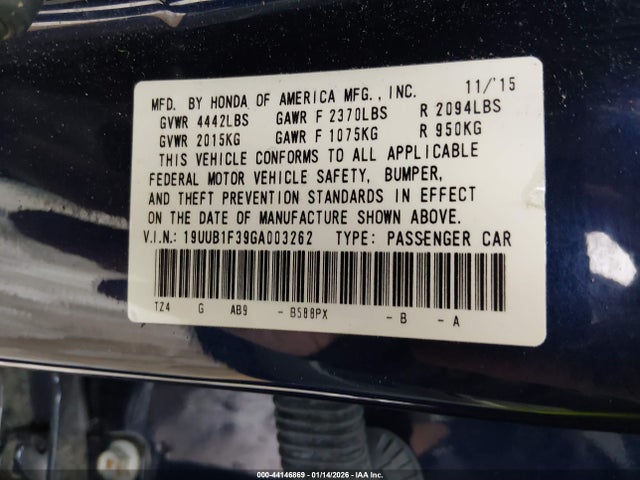 MFD. BY HONDA OF AMERICA MFG., INC. 11/'15
GVWR 4442LBS GAWR F 2370LBS R 2094LBS
GVWR 2015KG GAWR F 1075KG R 950KG
THIS VEHICLE CONFORMS TO ALL APPLICABLE
FEDERAL MOTOR VEHICLE SAFETY, BUMPER,
AND THEFT PREVENTION STANDARDS IN EFFECT
ON THE DATE OF MANUFACTURE SHOWN ABOVE.
V.I.N.: 19UUB1F39GA003262 TYPE: PASSENGER CAR
TZ4 G AB9 - B588PX - B - A
000-44146869 | 01/14/2026 | IAA Inc.